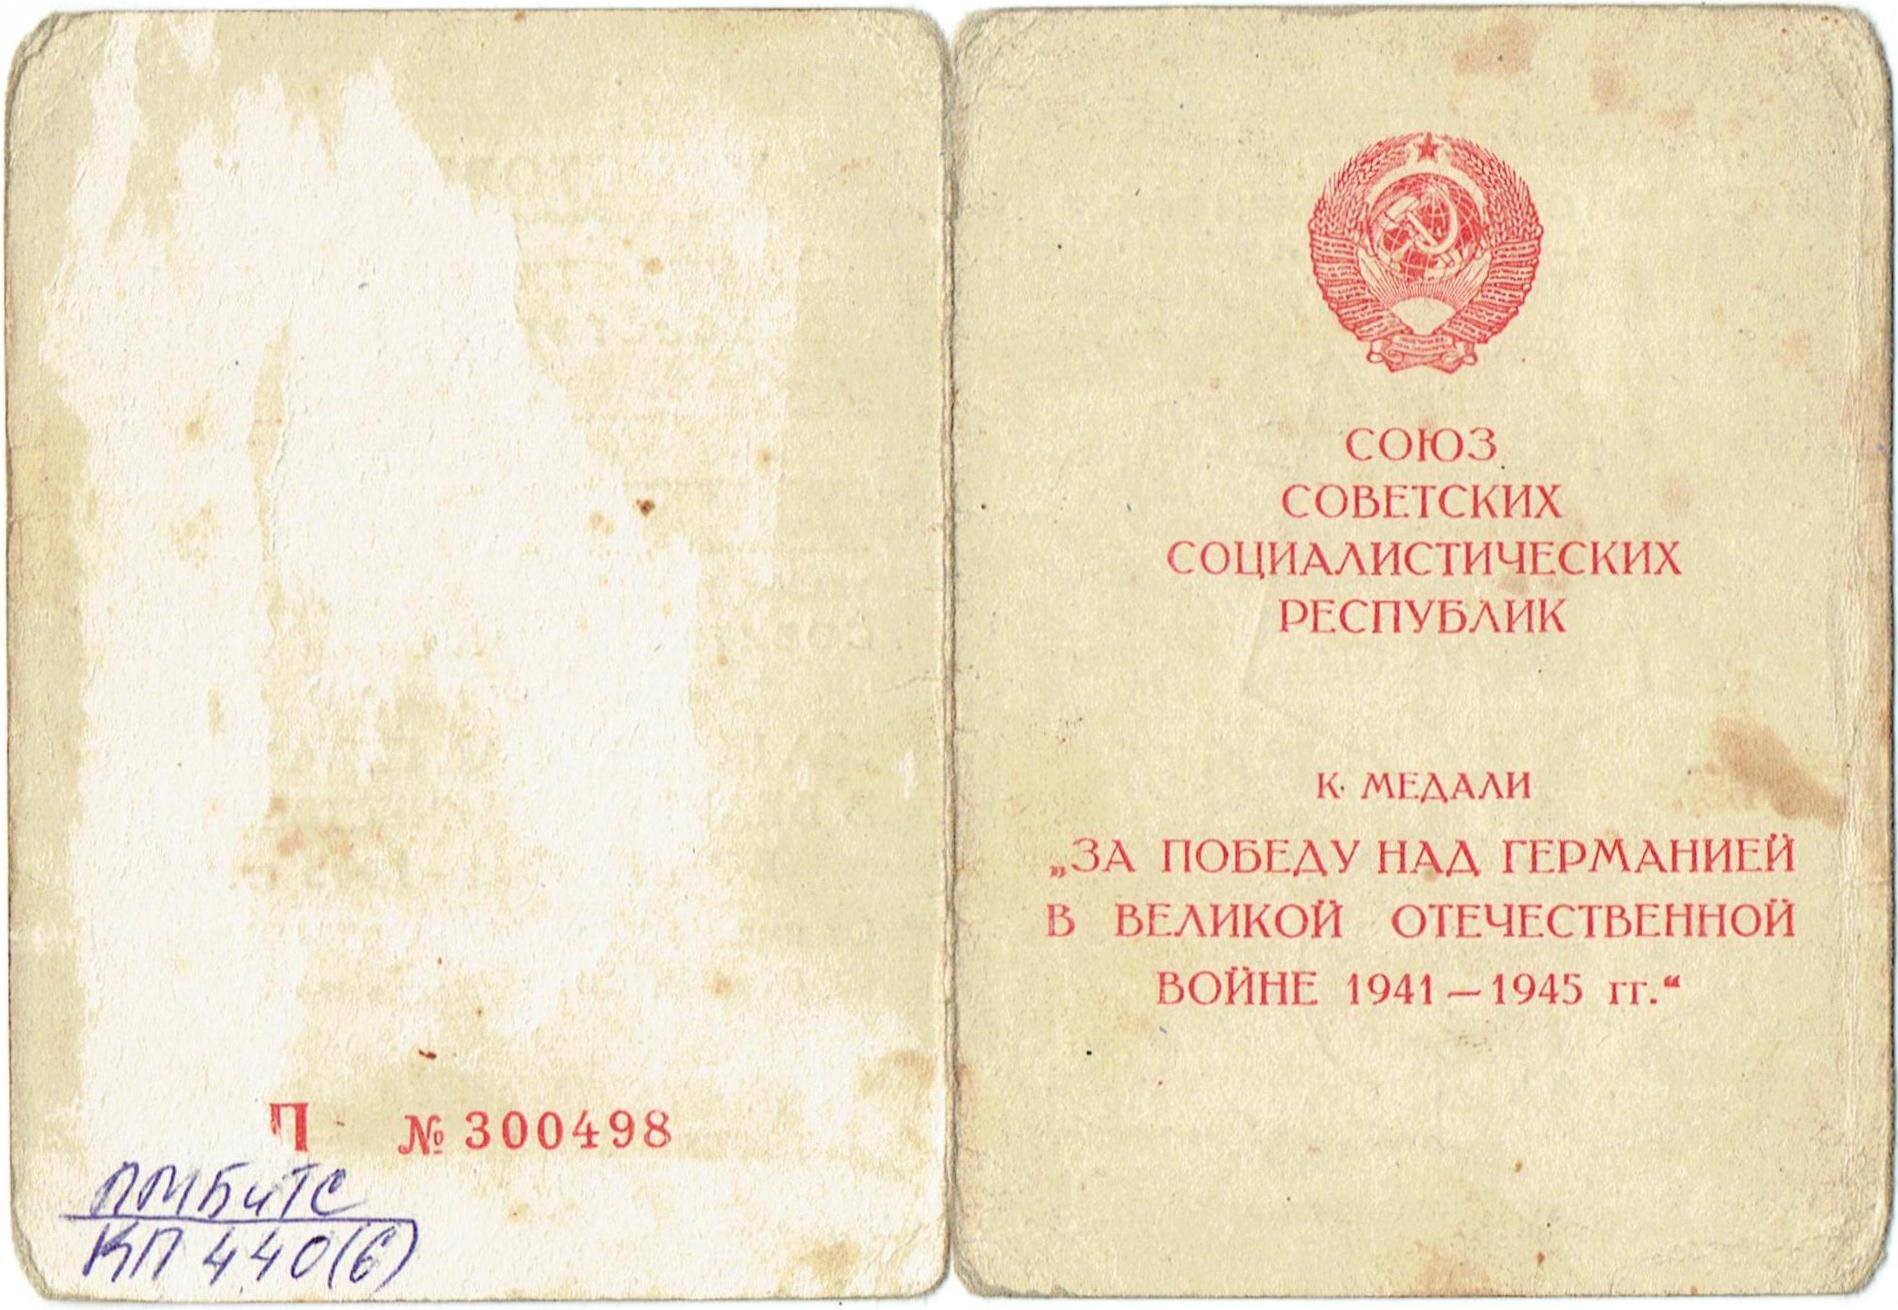 П № 300498
ПМБиТС
КП 440(6)
СОЮЗ
СОВЕТСКИХ
СОЦИАЛИСТИЧЕСКИХ
РЕСПУБЛИК
К МЕДАЛИ
„ЗА ПОБЕДУ НАД ГЕРМАНИЕЙ
В ВЕЛИКОЙ ОТЕЧЕСТВЕННОЙ
ВОЙНЕ 1941—1945 гг.“